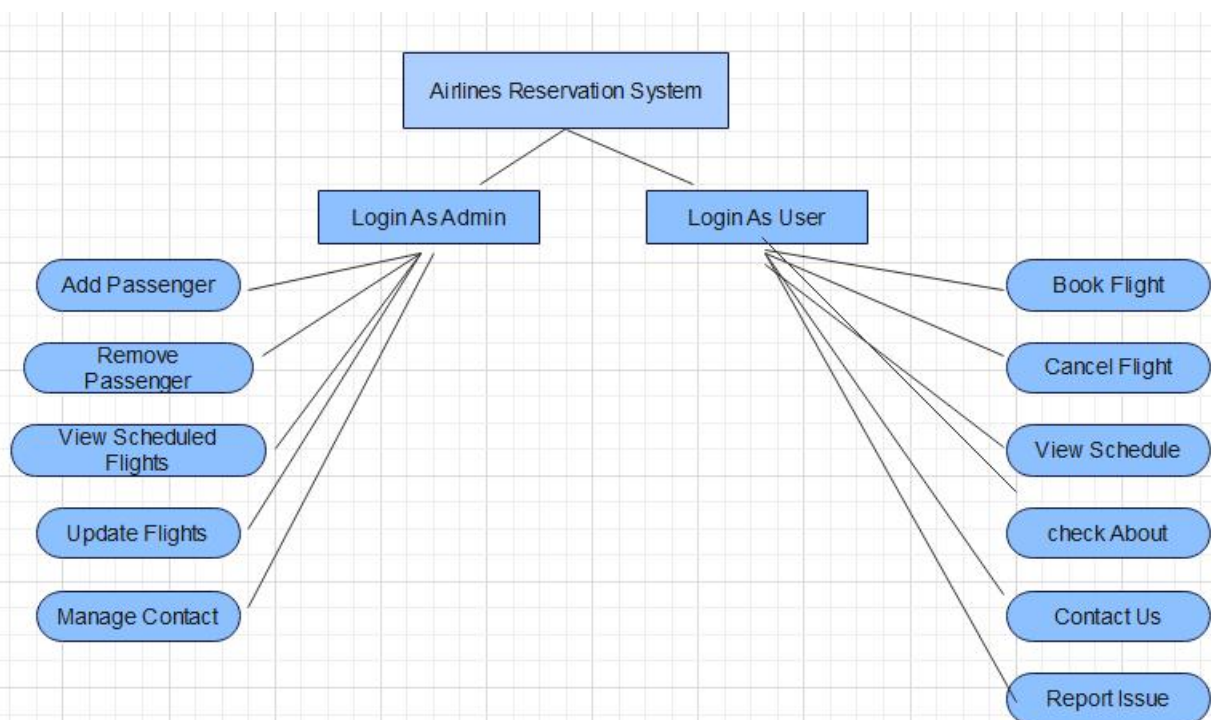 Airlines Reservation System
Login As Admin
Login As User
Add Passenger
Remove
Passenger
View Scheduled
Flights
Update Flights
Manage Contact
Book Flight
Cancel Flight
View Schedule
check About
Contact Us
Report Issue